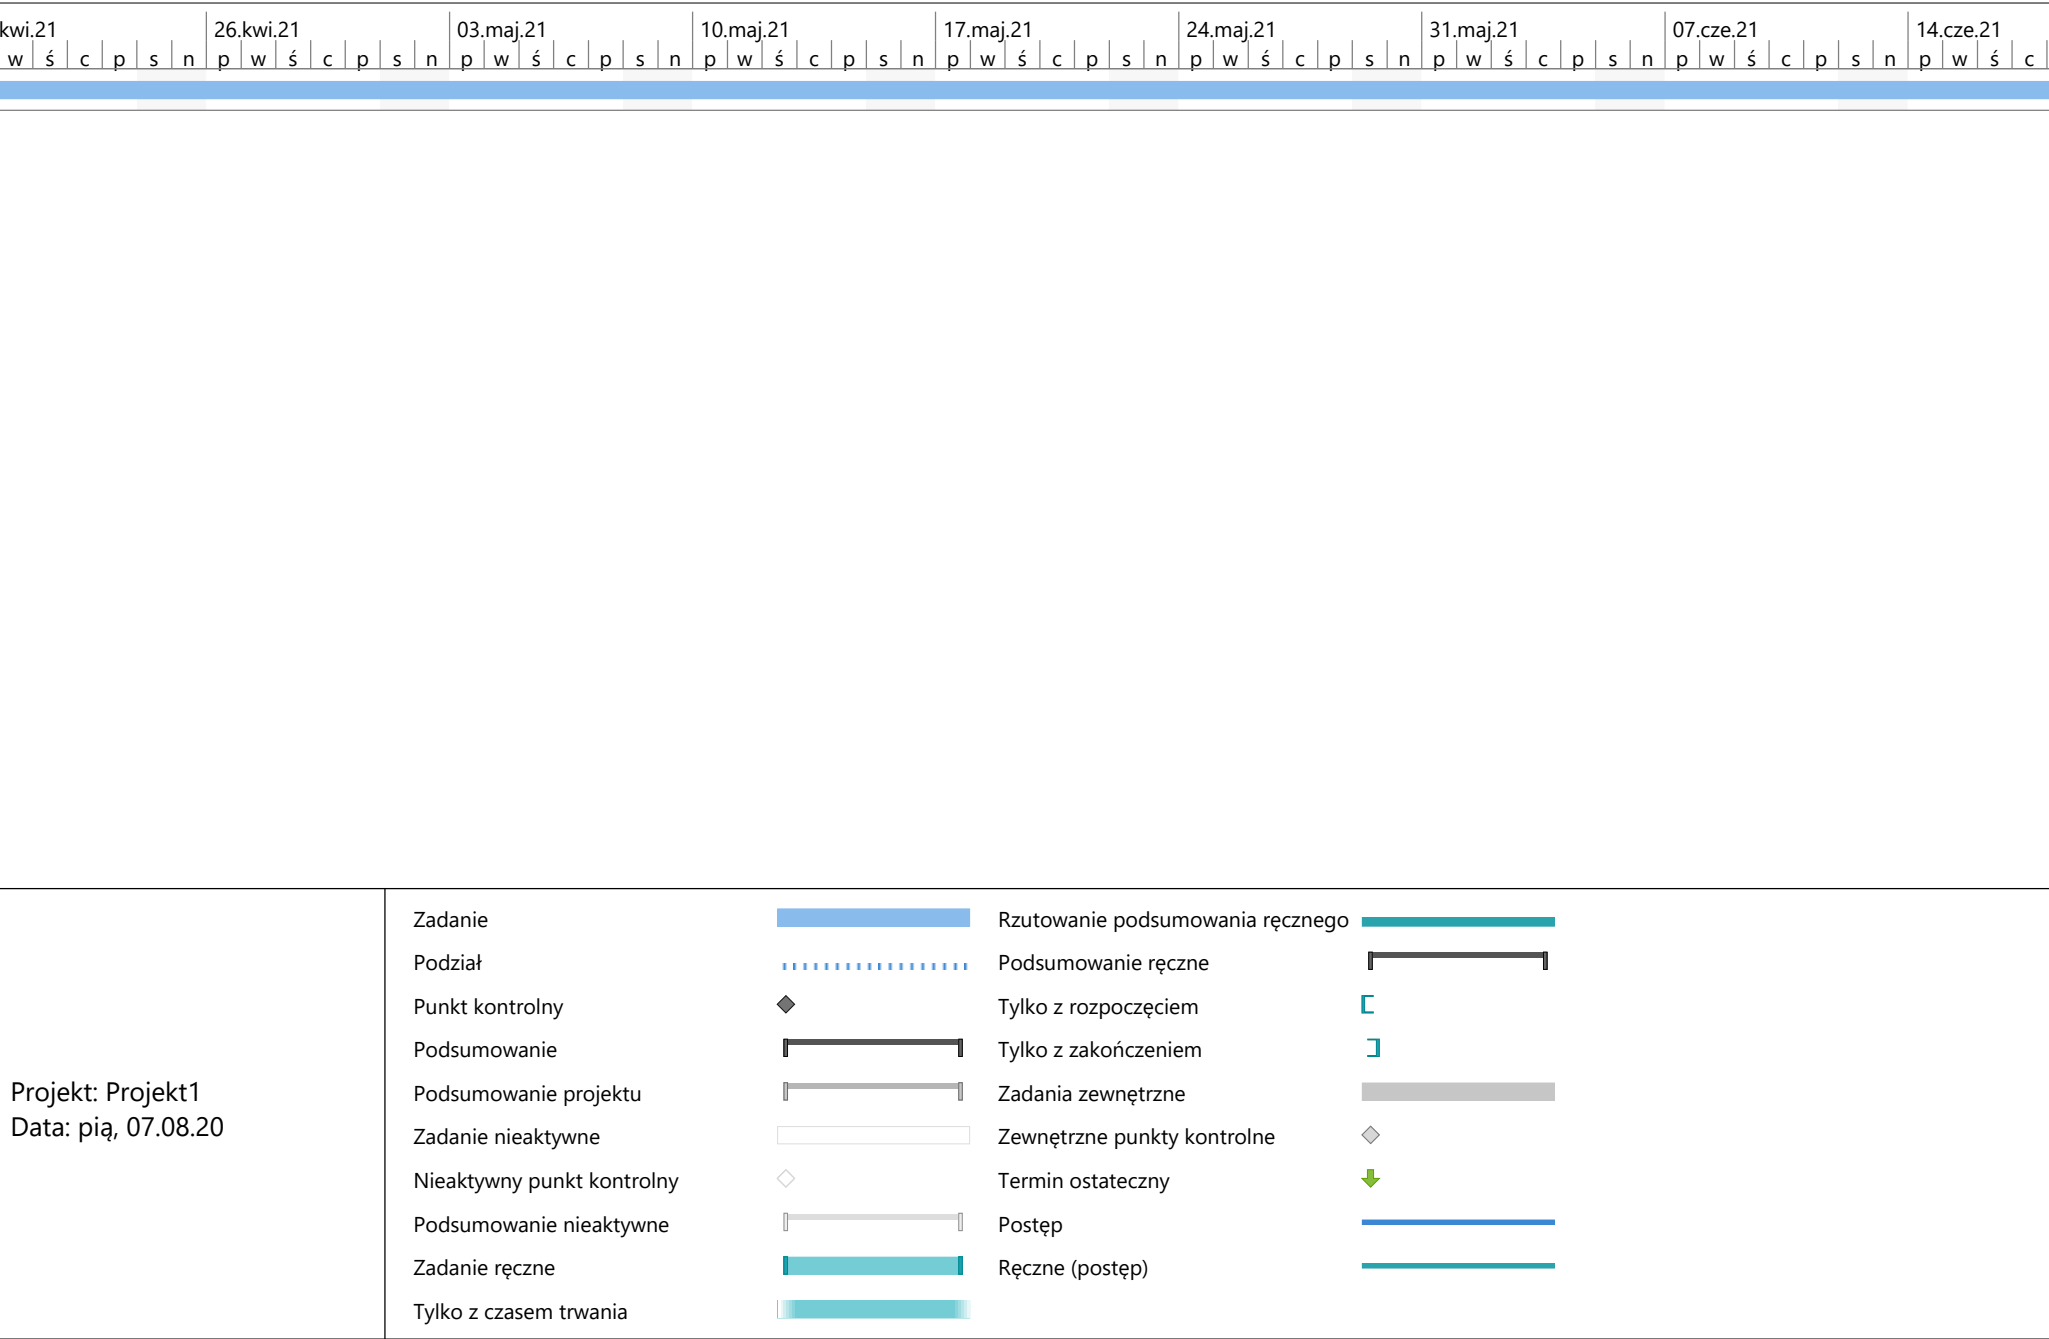 kwi.21 26.kwi.21 03.maj.21 10.maj.21 17.maj.21 24.maj.21 31.maj.21 07.cze.21 14.cze.21
w ś c p s n p w ś c p s n p w ś c p s n p w ś c p s n p w ś c p s n p w ś c p s n p w ś c p s n p w ś c p s n p w ś c
Zadanie
Podział
Punkt kontrolny
Podsumowanie
Podsumowanie projektu
Zadanie nieaktywne
Nieaktywny punkt kontrolny
Podsumowanie nieaktywne
Zadanie ręczne
Tylko z czasem trwania
Rzutowanie podsumowania ręcznego
Podsumowanie ręczne
Tylko z rozpoczęciem
Tylko z zakończeniem
Zadania zewnętrzne
Zewnętrzne punkty kontrolne
Termin ostateczny
Postęp
Ręczne (postęp)
Projekt: Projekt1
Data: pią, 07.08.20